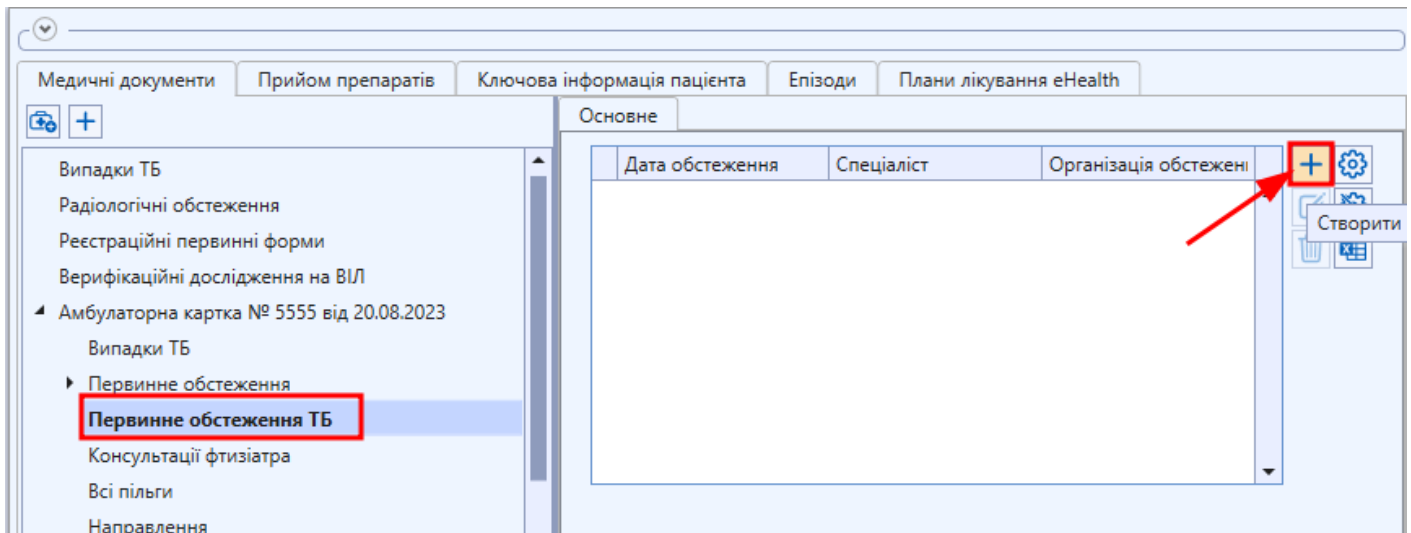 Медичні документи Прийом препаратів Ключова інформація пацієнта Епізоди Плани лікування eHealth
Основне
Дата обстеження Спеціаліст Організація обстежені
Створити
Випадки ТБ
Радіологічні обстеження
Реєстраційні первинні форми
Верифікаційні дослідження на ВІЛ
Амбулаторна картка № 5555 від 20.08.2023
Випадки ТБ
Первинне обстеження
Первинне обстеження ТБ
Консультації фтизіатра
Всі пільги
Направлення